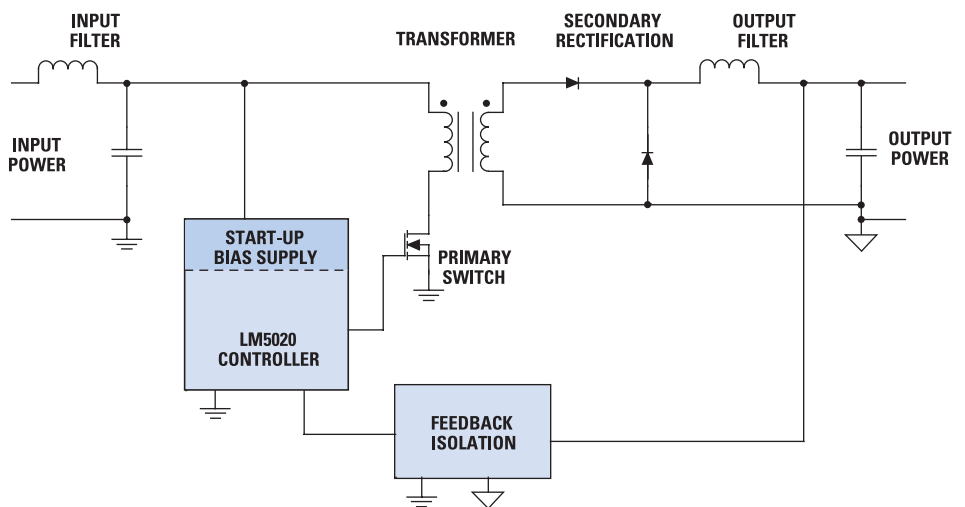 INPUT
FILTER
TRANSFORMER
SECONDARY
RECTIFICATION
OUTPUT
FILTER
INPUT
POWER
OUTPUT
POWER
START-UP
BIAS SUPPLY
PRIMARY
SWITCH
LM5020
CONTROLLER
FEEDBACK
ISOLATION